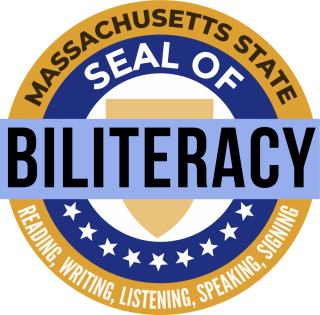 MASSACHUSETTS STATE
SEAL OF
BILITERACY
READING, WRITING, LISTENING, SPEAKING, SIGNING